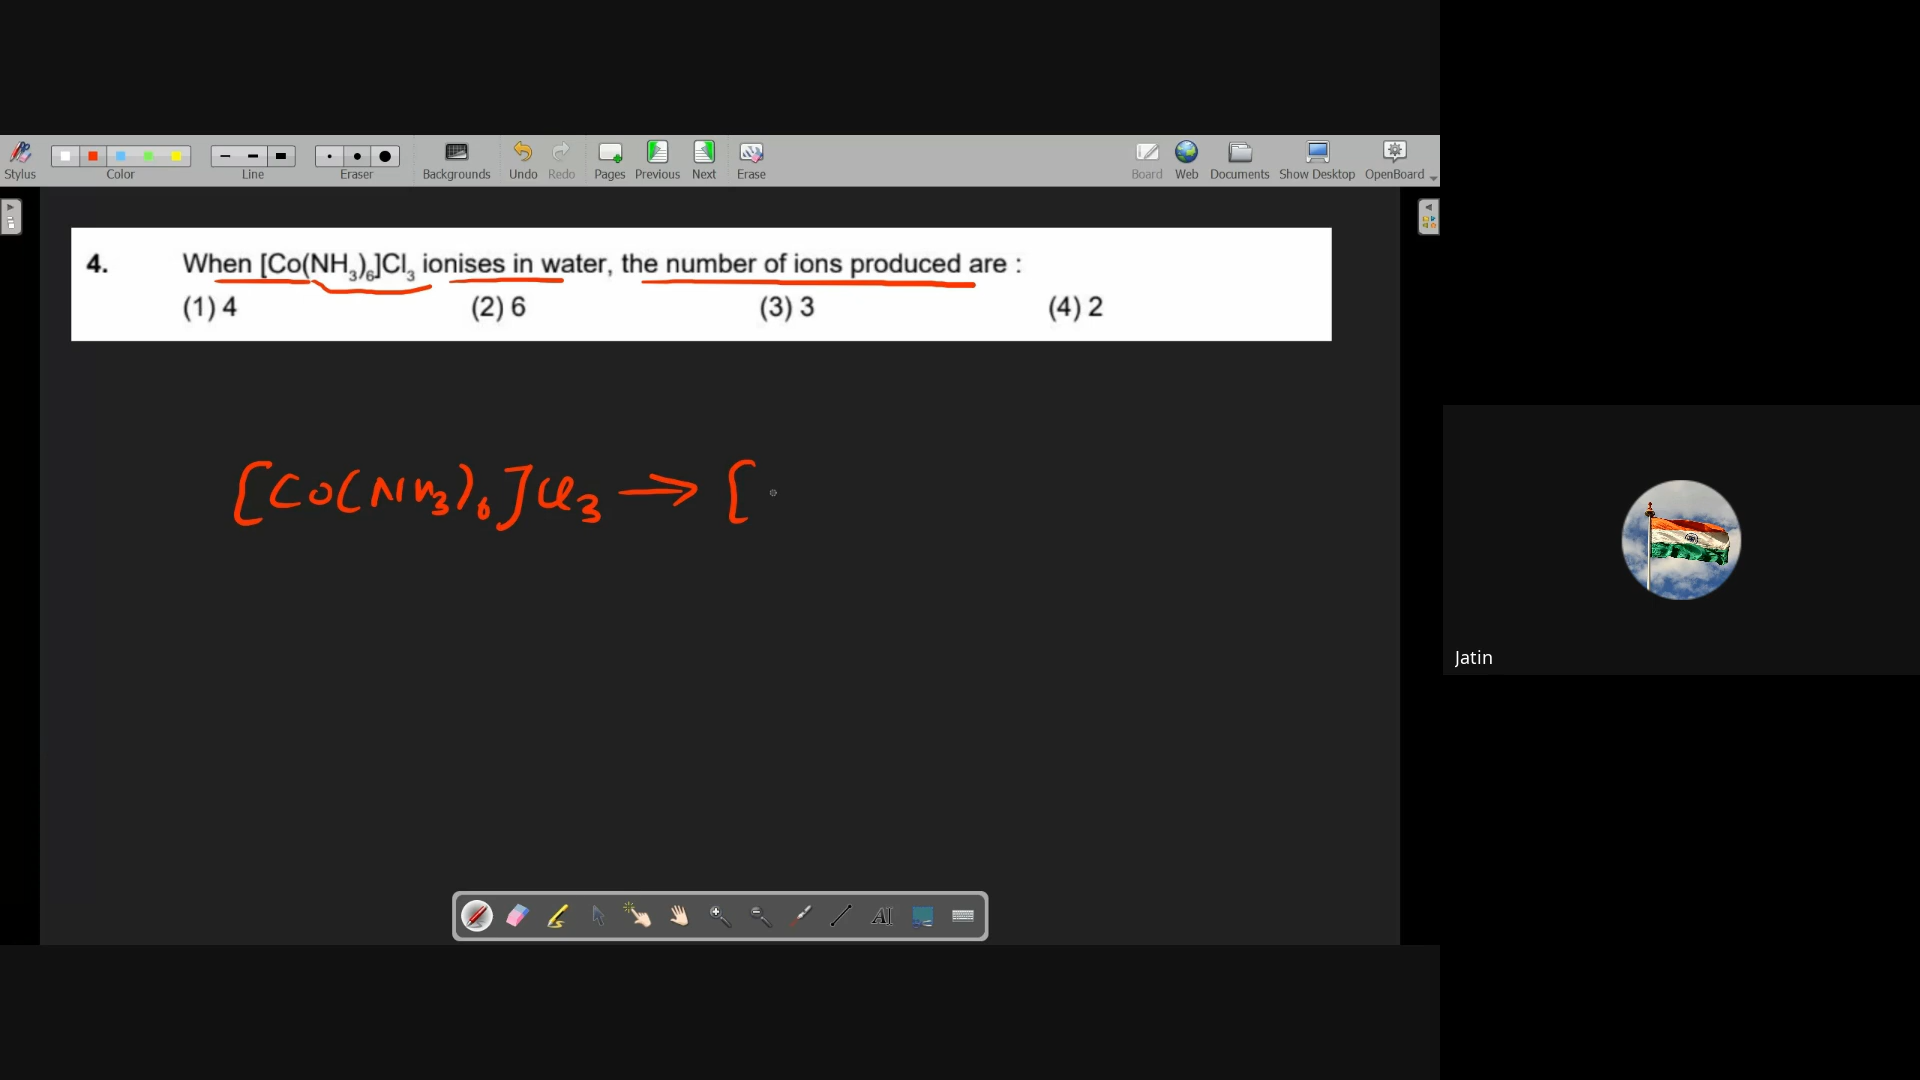 Stylus Color Line Eraser Backgrounds Undo Redo Pages Previous Next Erase Board Web Documents Show Desktop OpenBoard
4. When [Co(NH₃)₆]Cl₃ ionises in water, the number of ions produced are :
(1) 4 (2) 6 (3) 3 (4) 2
[Co(NH₃)₆]Cl₃ → [
AI
Jatin